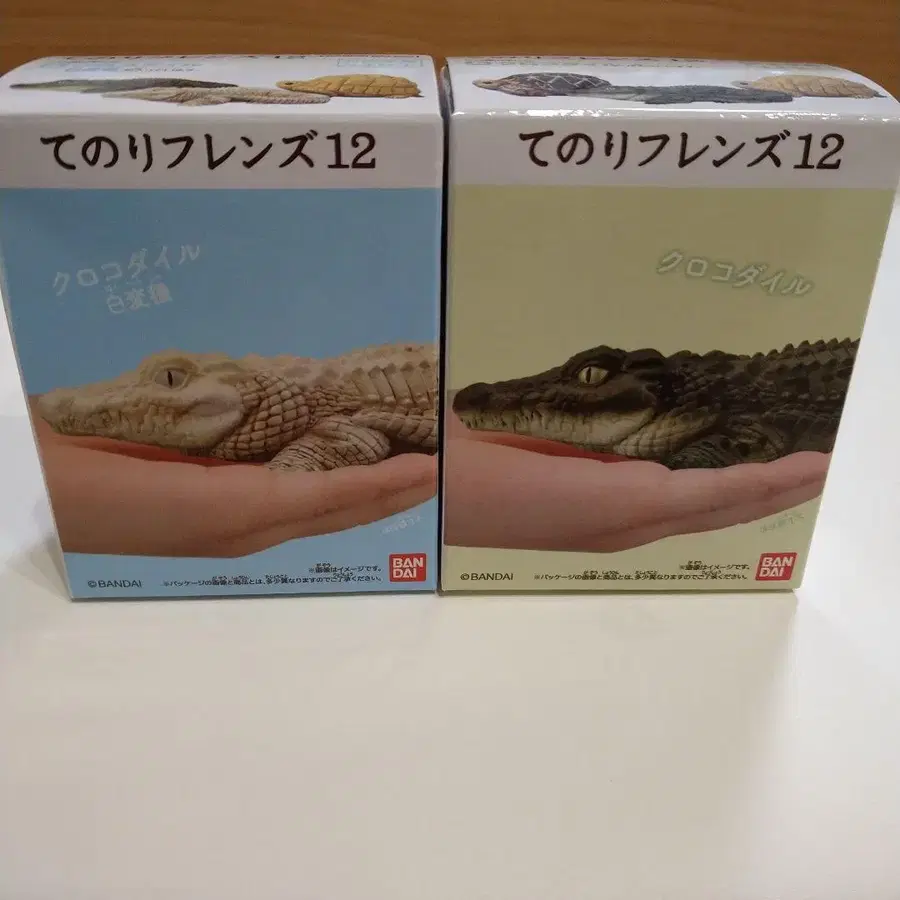 てのりフレンズ12
クロコダイル
白変種
©BANDAI
※画像はイメージです。
※パッケージの画像と商品とは、多少異なりますのでご了承ください。
BAN
DAI
てのりフレンズ12
クロコダイル
©BANDAI
※画像はイメージです。
※パッケージの画像と商品とは、多少異なりますのでご了承ください。
BAN
DAI